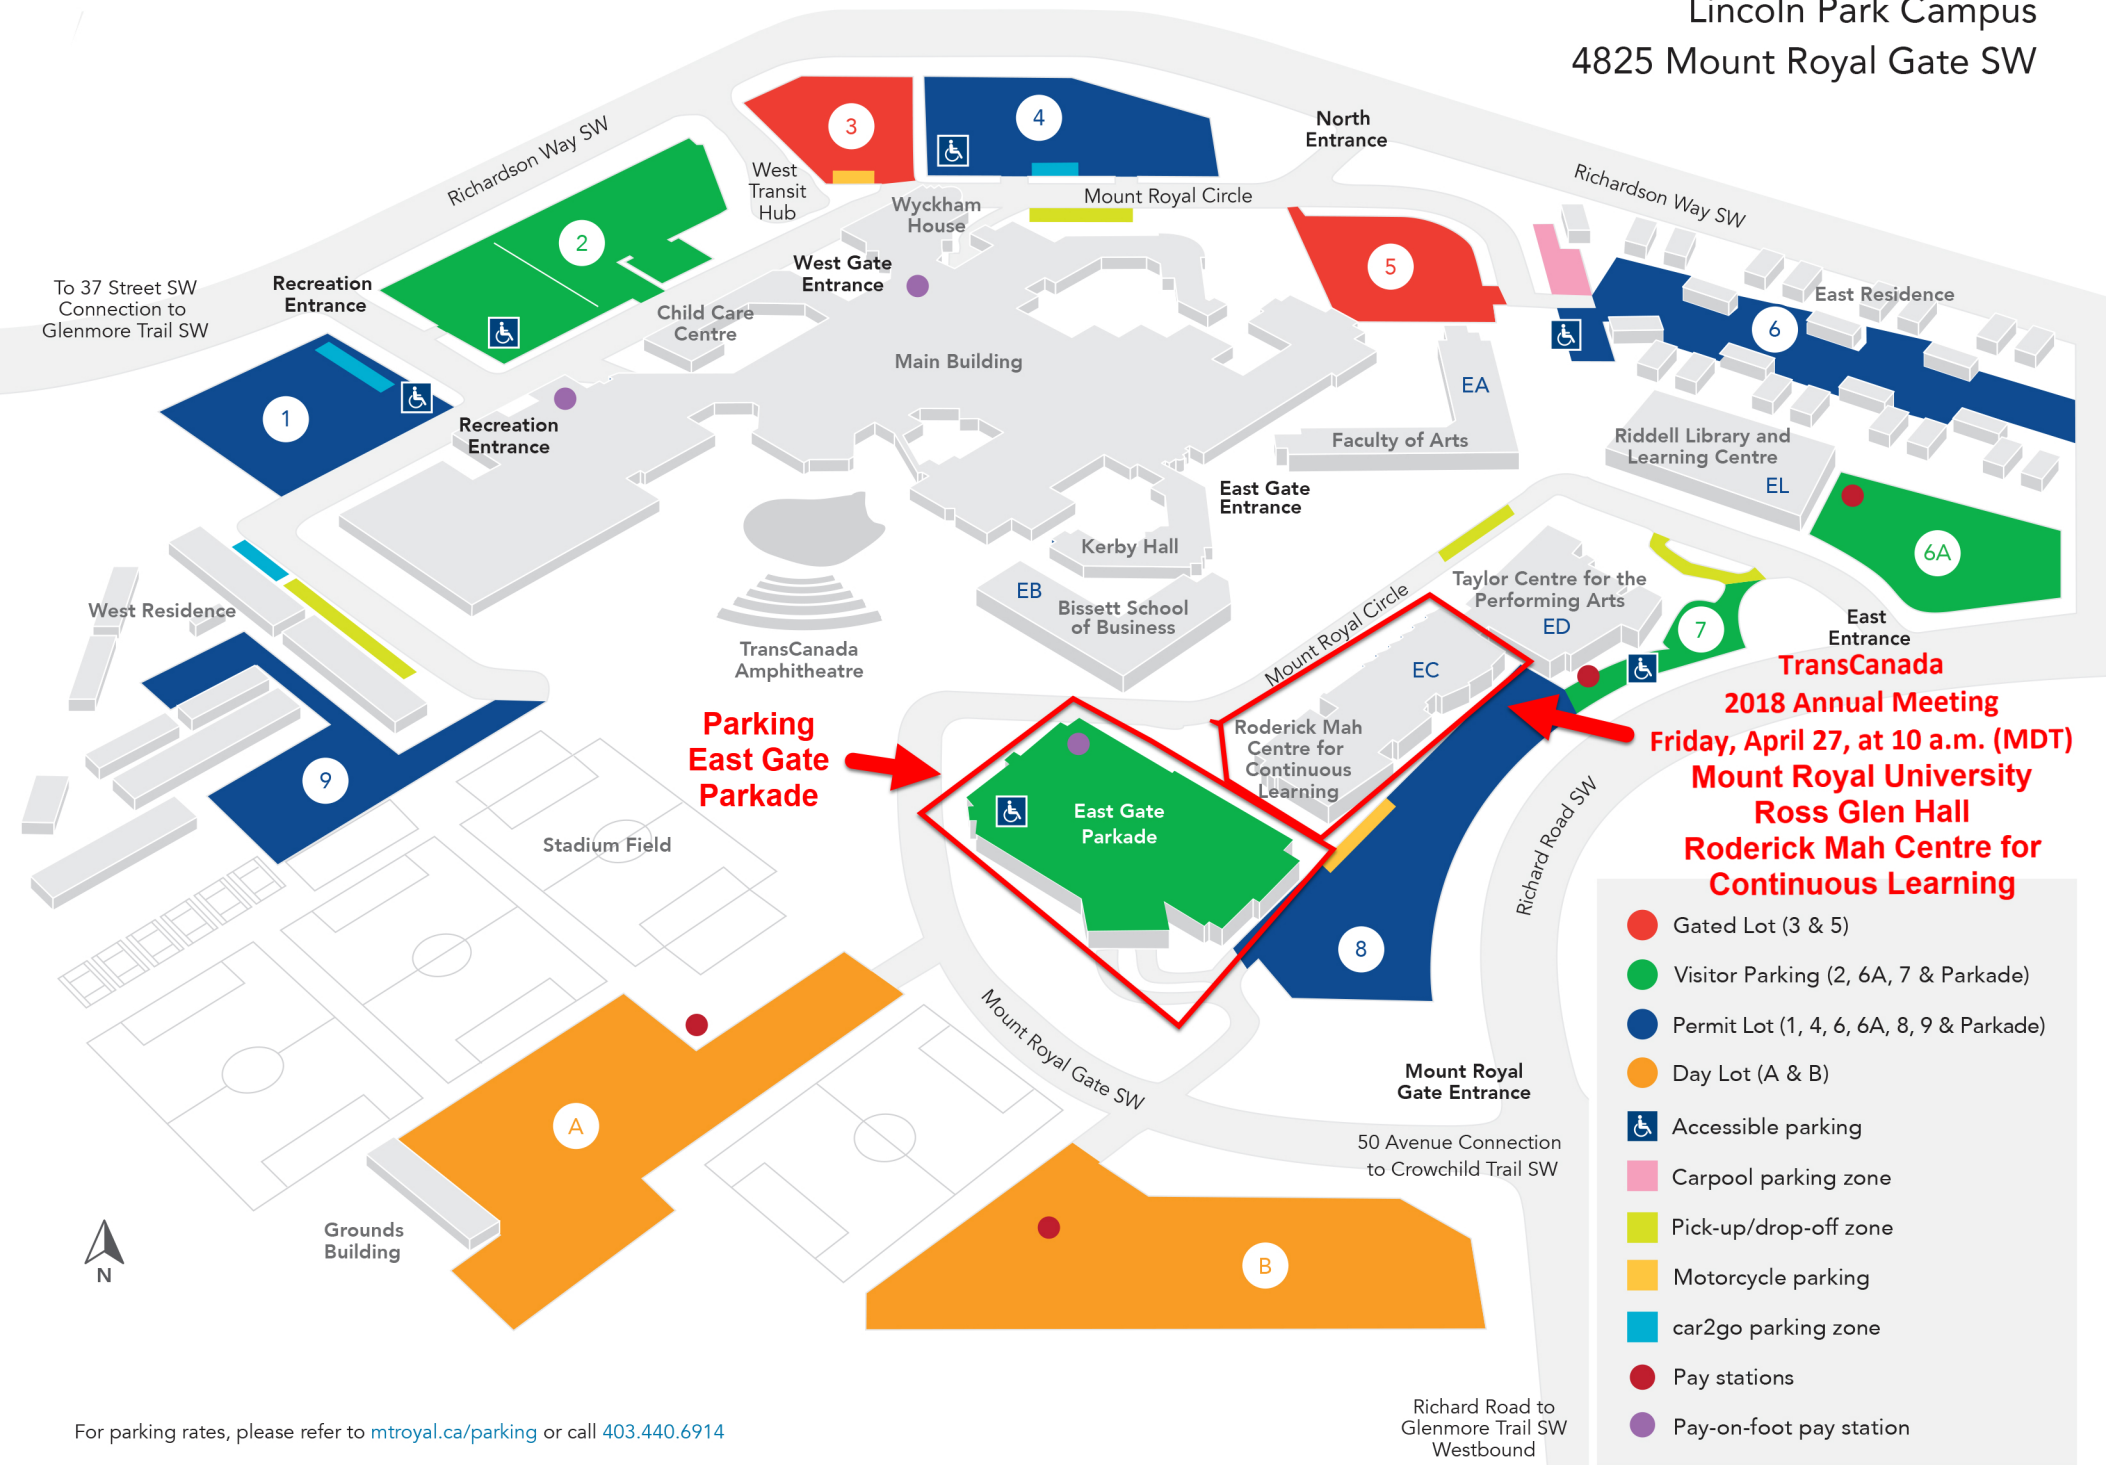 Lincoln Park Campus
4825 Mount Royal Gate SW
3
4
North
Entrance
Richardson Way SW
West
Transit
Hub
Mount Royal Circle
Richardson Way SW
Wyckham
House
2
West Gate
Entrance
5
To 37 Street SW
Connection to
Glenmore Trail SW
Recreation
Entrance
Child Care
Centre
East Residence
6
Main Building
EA
1
Recreation
Entrance
Faculty of Arts
Riddell Library and
Learning Centre
EL
East Gate
Entrance
Kerby Hall
6A
EB
Bissett School
of Business
Taylor Centre for the
Performing Arts
ED
West Residence
Mount Royal Circle
7
East
Entrance
TransCanada
Amphitheatre
EC
TransCanada
2018 Annual Meeting
Friday, April 27, at 10 a.m. (MDT)
Mount Royal University
Ross Glen Hall
Roderick Mah Centre for
Continuous Learning
Parking
East Gate
Parkade
Roderick Mah
Centre for
Continuous
Learning
9
East Gate
Parkade
Stadium Field
Richard Road SW
8
Mount Royal Gate SW
Mount Royal
Gate Entrance
A
50 Avenue Connection
to Crowchild Trail SW
Grounds
Building
B
N
Gated Lot (3 & 5)
Visitor Parking (2, 6A, 7 & Parkade)
Permit Lot (1, 4, 6, 6A, 8, 9 & Parkade)
Day Lot (A & B)
Accessible parking
Carpool parking zone
Pick-up/drop-off zone
Motorcycle parking
car2go parking zone
Pay stations
Pay-on-foot pay station
Richard Road to
Glenmore Trail SW
Westbound
For parking rates, please refer to mtroyal.ca/parking or call 403.440.6914